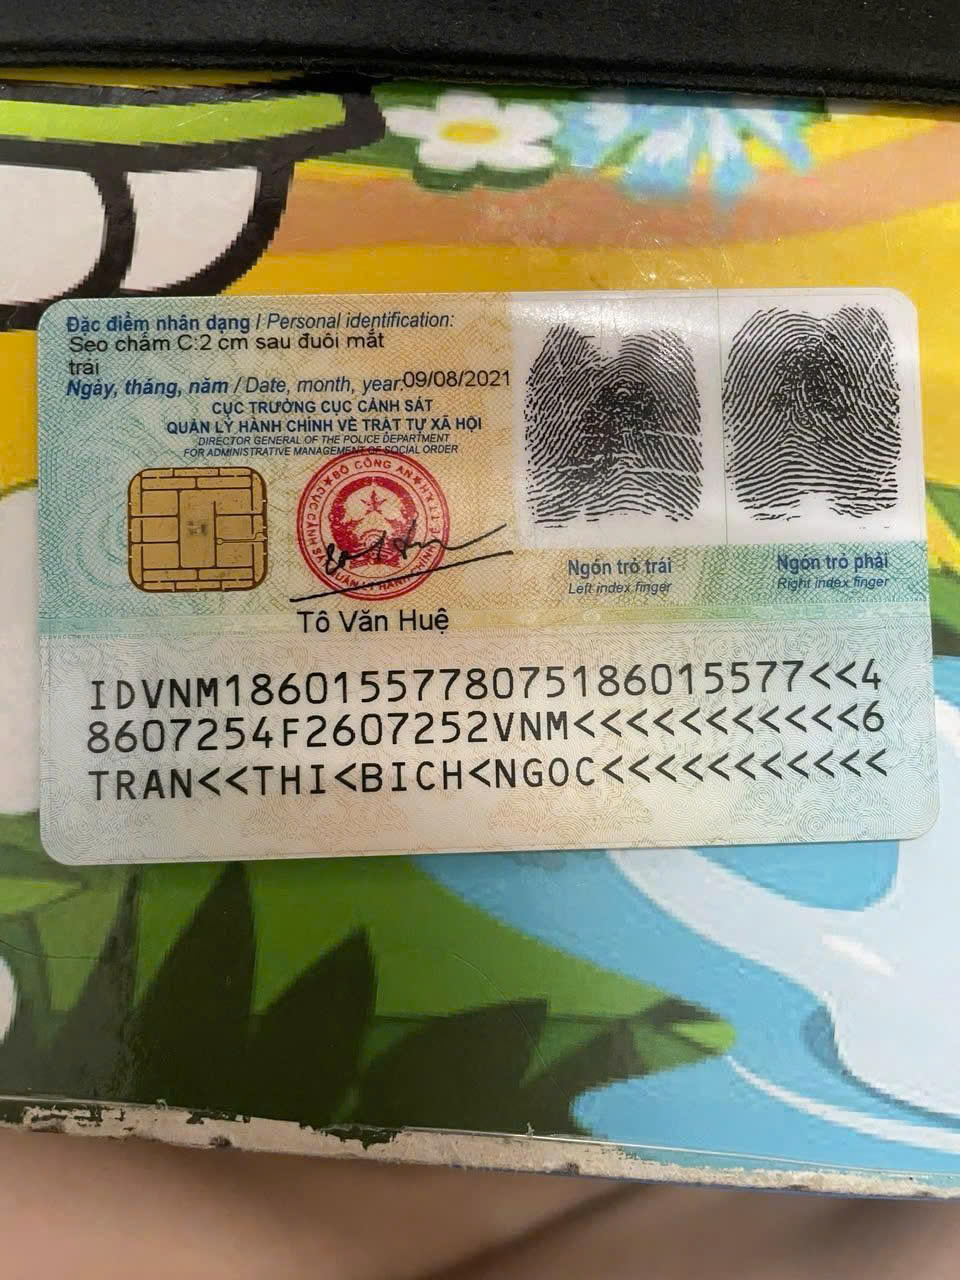 Đặc điểm nhân dạng / Personal identification:
Sẹo chấm C:2 cm sau đuôi mắt
trái
Ngày, tháng, năm / Date, month, year:09/08/2021
CỤC TRƯỞNG CỤC CẢNH SÁT
QUẢN LÝ HÀNH CHÍNH VỀ TRẬT TỰ XÃ HỘI
DIRECTOR GENERAL OF THE POLICE DEPARTMENT
FOR ADMINISTRATIVE MANAGEMENT OF SOCIAL ORDER
BỘ CÔNG AN
Tô Văn Huệ
Ngón trỏ trái
Left index finger
Ngón trỏ phải
Right index finger
IDVNM1860155778075186015577<<4
8607254F2607252VNM<<<<<<<<<<<6
TRAN<<THI<BICH<NGOC<<<<<<<<<<<